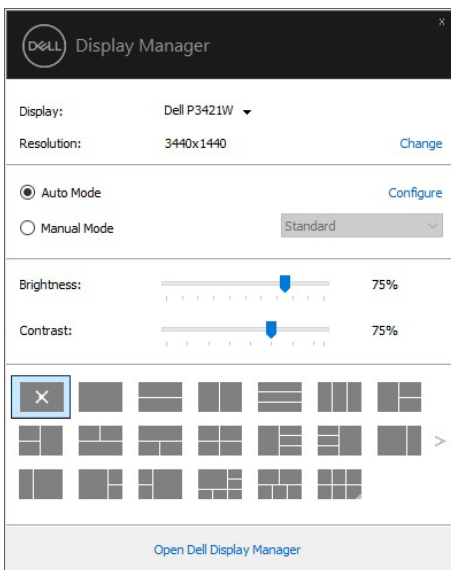 x
DELL Display Manager
Display: Dell P3421W
Resolution: 3440x1440 Change
Auto Mode Configure
Manual Mode Standard
Brightness: 75%
Contrast: 75%
Open Dell Display Manager